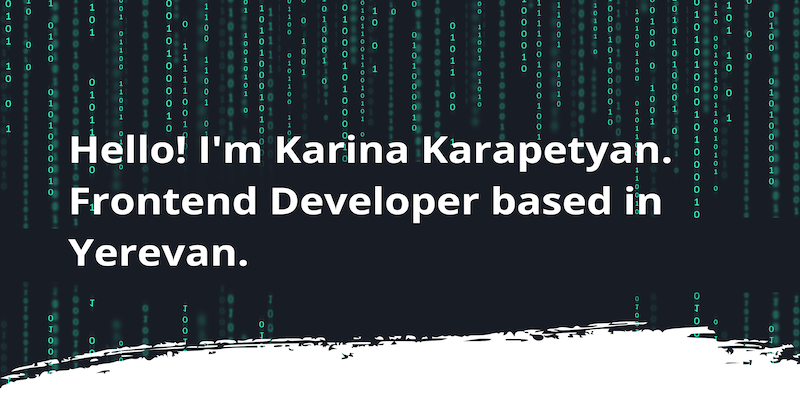 Hello! I'm Karina Karapetyan.
Frontend Developer based in
Yerevan.